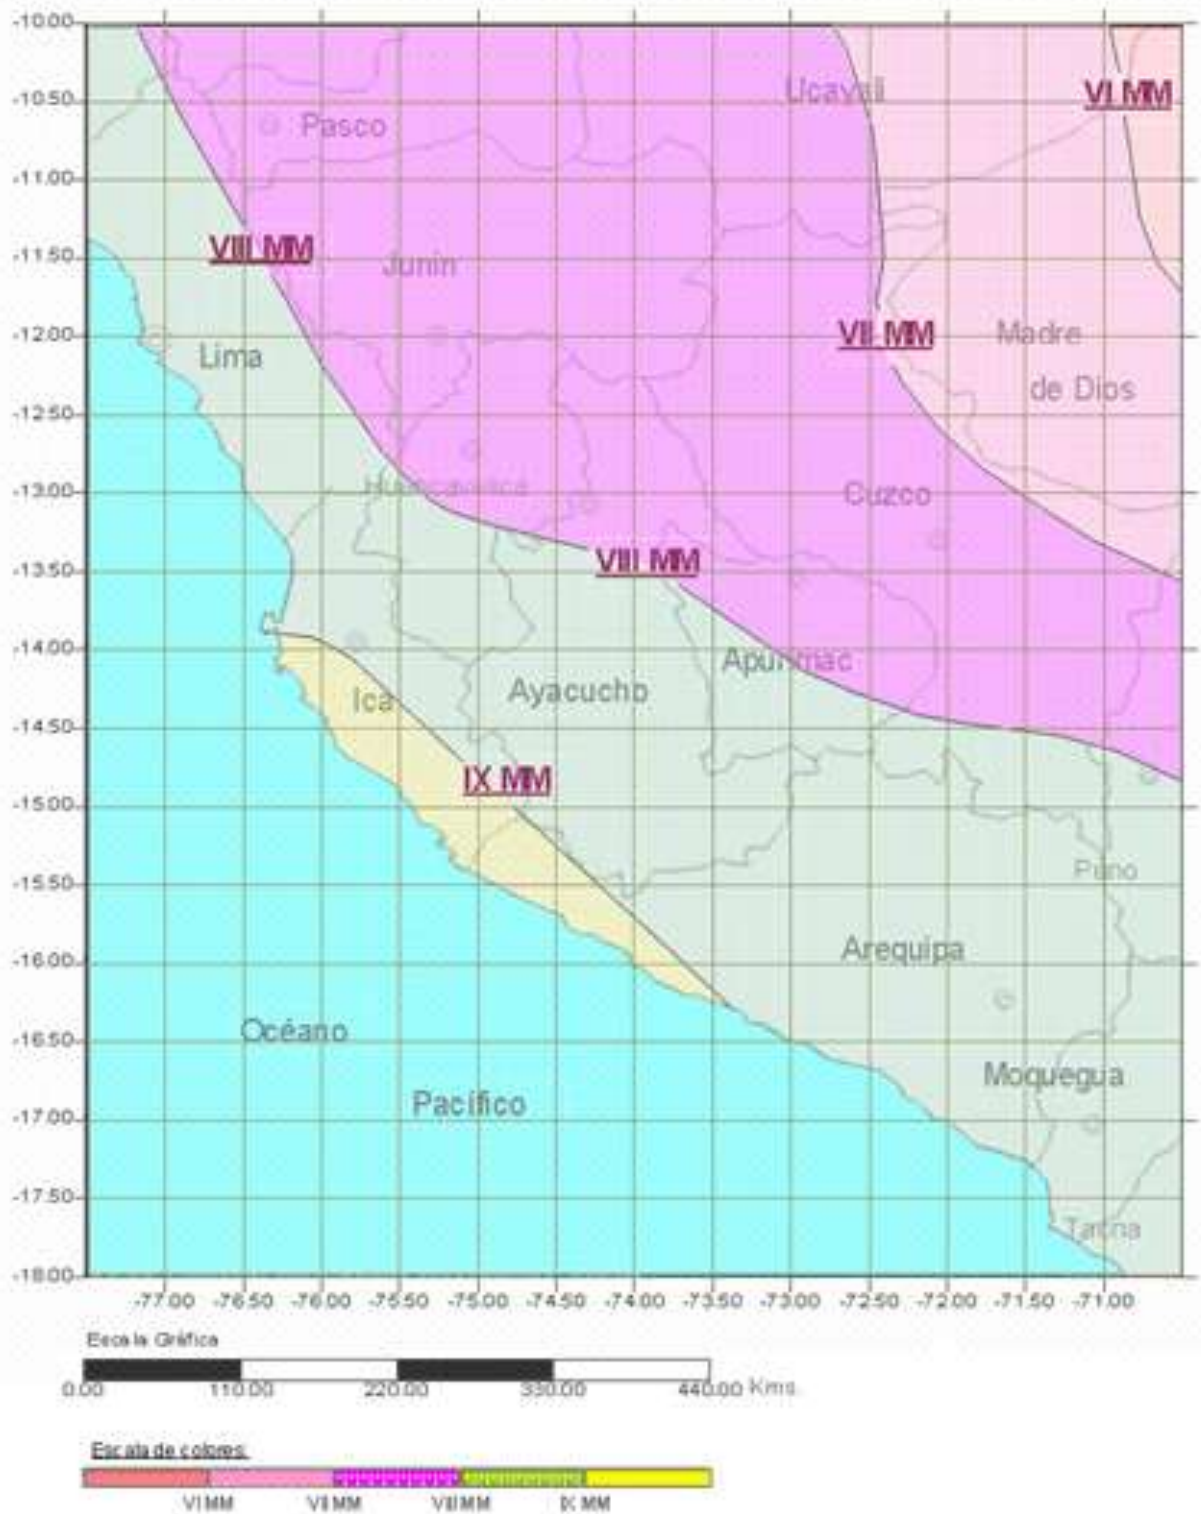 -10.00
-10.50
-11.00
-11.50
-12.00
-12.50
-13.00
-13.50
-14.00
-14.50
-15.00
-15.50
-16.00
-16.50
-17.00
-17.50
-18.00
Ucayali
VI MM
Pasco
VIII MM
Junín
VII MM
Madre
de Dios
Lima
Huancavelica
Cuzco
VIII MM
Apurímac
Ayacucho
Ica
IX MM
Puno
Arequipa
Océano
Moquegua
Pacífico
Tacna
-77.00 -76.50 -76.00 -75.50 -75.00 -74.50 -74.00 -73.50 -73.00 -72.50 -72.00 -71.50 -71.00
Escala Gráfica
0.00 110.00 220.00 330.00 440.00 Kms.
Escala de colores
VI MM VII MM VIII MM IX MM